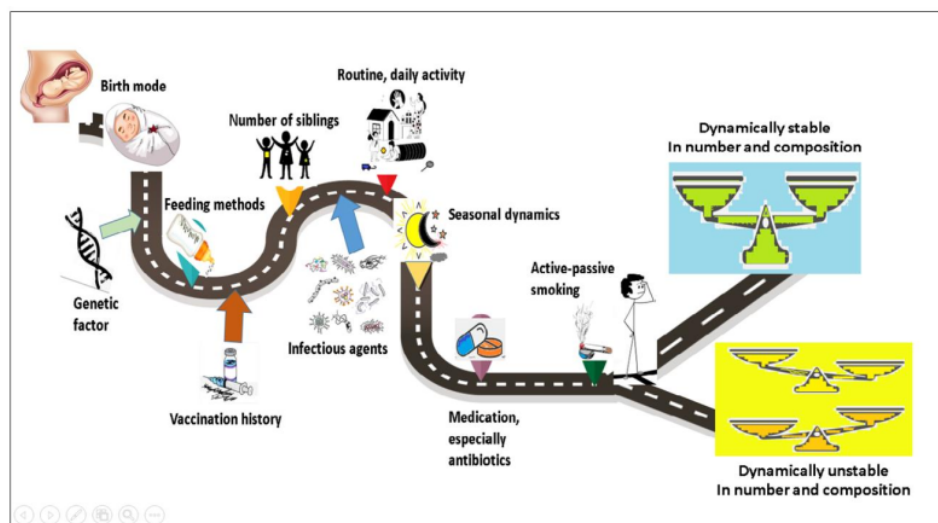 Birth mode
Routine, daily activity
Number of siblings
Dynamically stable
In number and composition
Feeding methods
Seasonal dynamics
Genetic
factor
Active-passive
smoking
Infectious agents
Vaccination history
Medication,
especially
antibiotics
Dynamically unstable
In number and composition